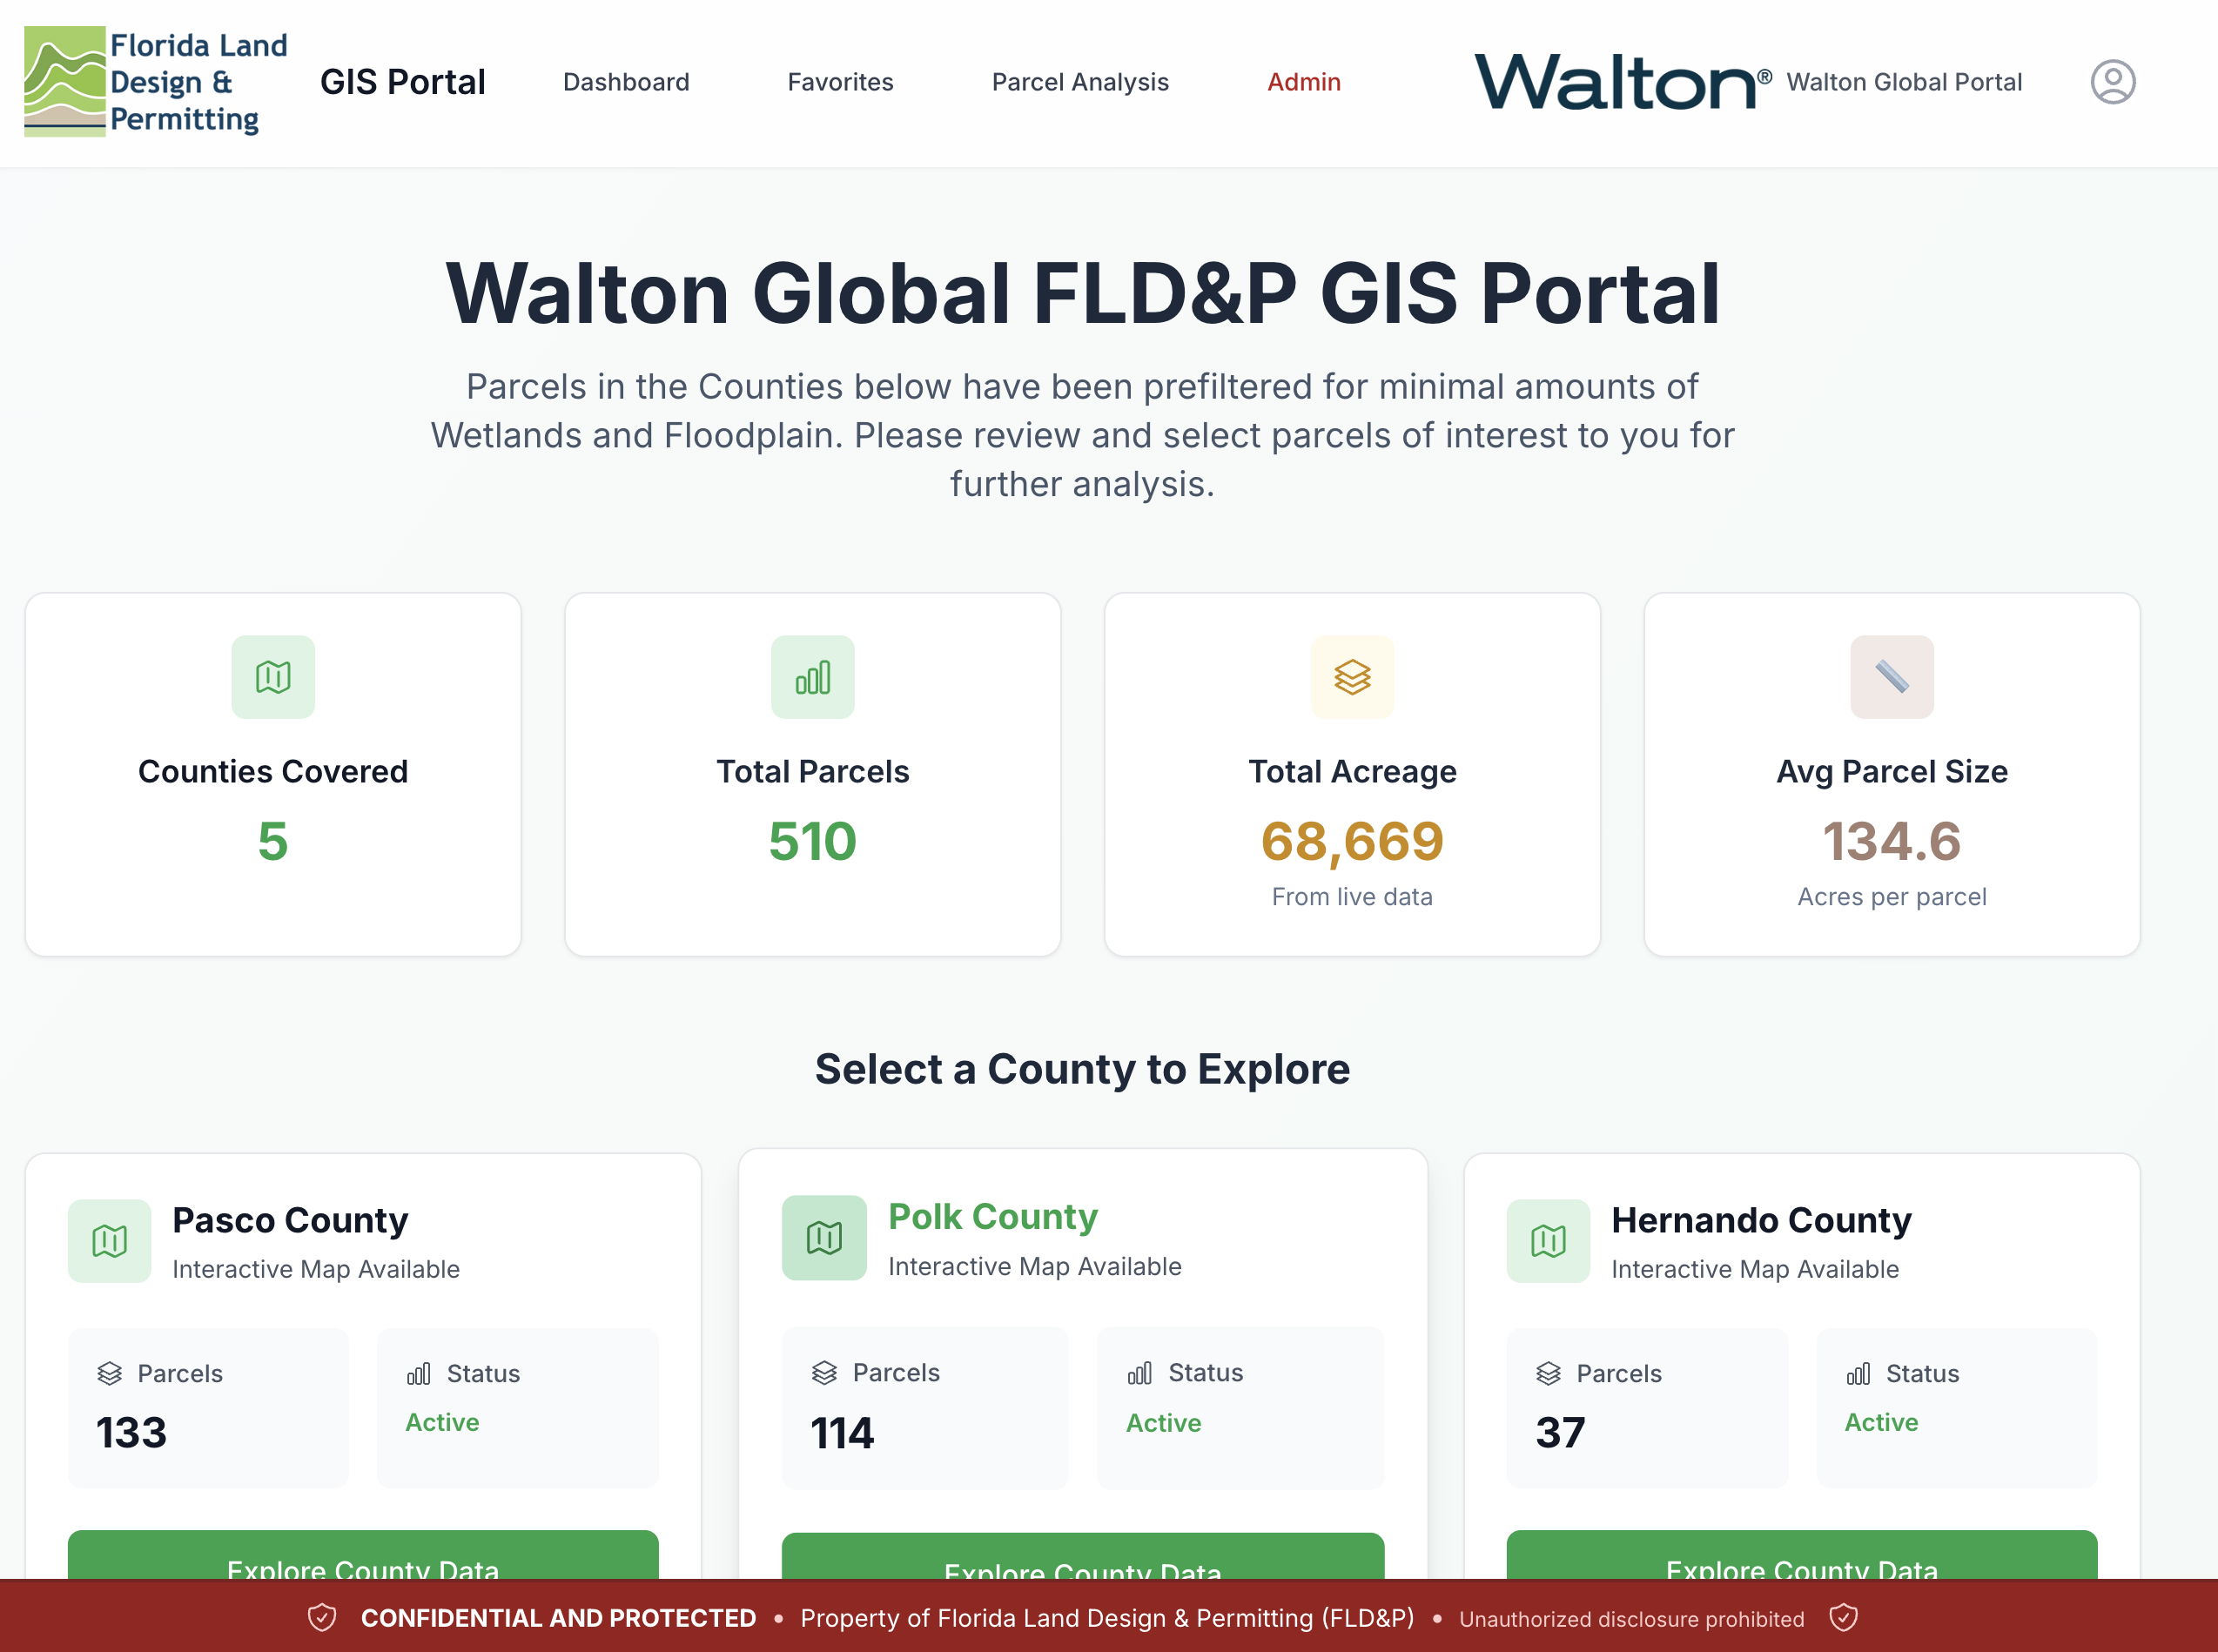 Florida Land
Design &
Permitting
GIS Portal
Dashboard
Favorites
Parcel Analysis
Admin
Walton®
Walton Global Portal
Walton Global FLD&P GIS Portal
Parcels in the Counties below have been prefiltered for minimal amounts of
Wetlands and Floodplain. Please review and select parcels of interest to you for
further analysis.
Counties Covered
5
Total Parcels
510
Total Acreage
68,669
From live data
Avg Parcel Size
134.6
Acres per parcel
Select a County to Explore
Pasco County
Interactive Map Available
Parcels
133
Status
Active
Explore County Data
Polk County
Interactive Map Available
Parcels
114
Status
Active
Explore County Data
Hernando County
Interactive Map Available
Parcels
37
Status
Active
Explore County Data
CONFIDENTIAL AND PROTECTED • Property of Florida Land Design & Permitting (FLD&P) • Unauthorized disclosure prohibited